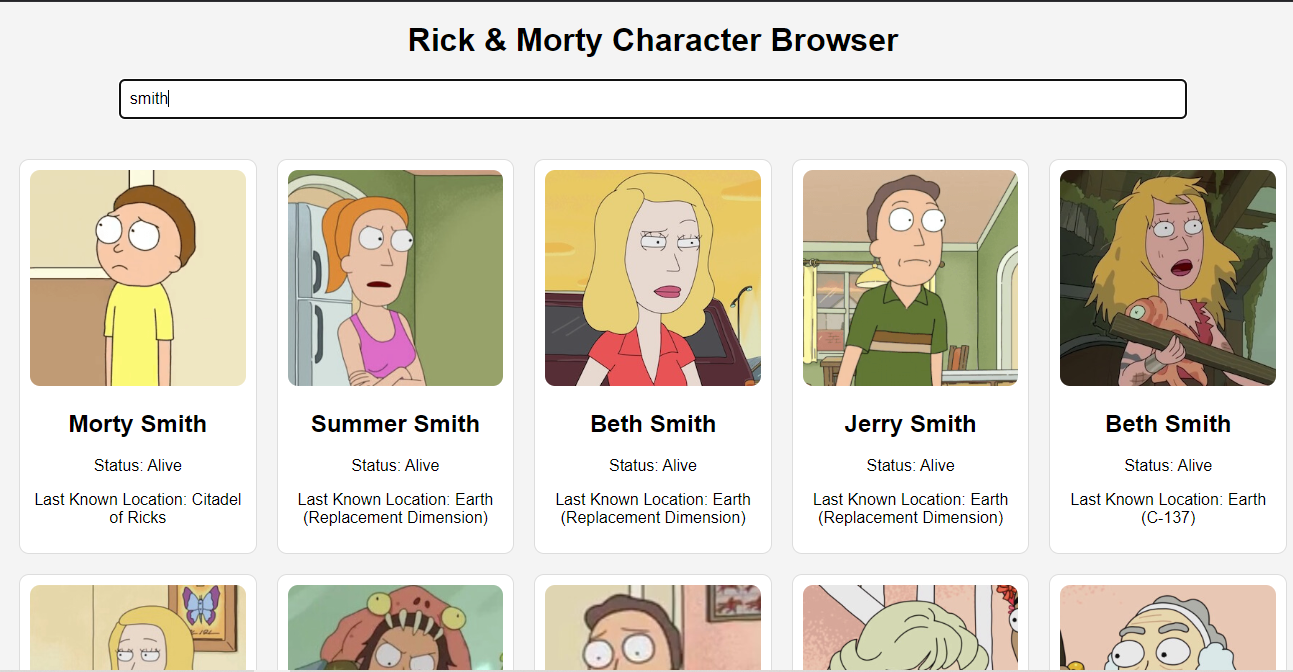 Rick & Morty Character Browser
smith
Morty Smith
Status: Alive
Last Known Location: Citadel
of Ricks
Summer Smith
Status: Alive
Last Known Location: Earth
(Replacement Dimension)
Beth Smith
Status: Alive
Last Known Location: Earth
(Replacement Dimension)
Jerry Smith
Status: Alive
Last Known Location: Earth
(Replacement Dimension)
Beth Smith
Status: Alive
Last Known Location: Earth
(C-137)